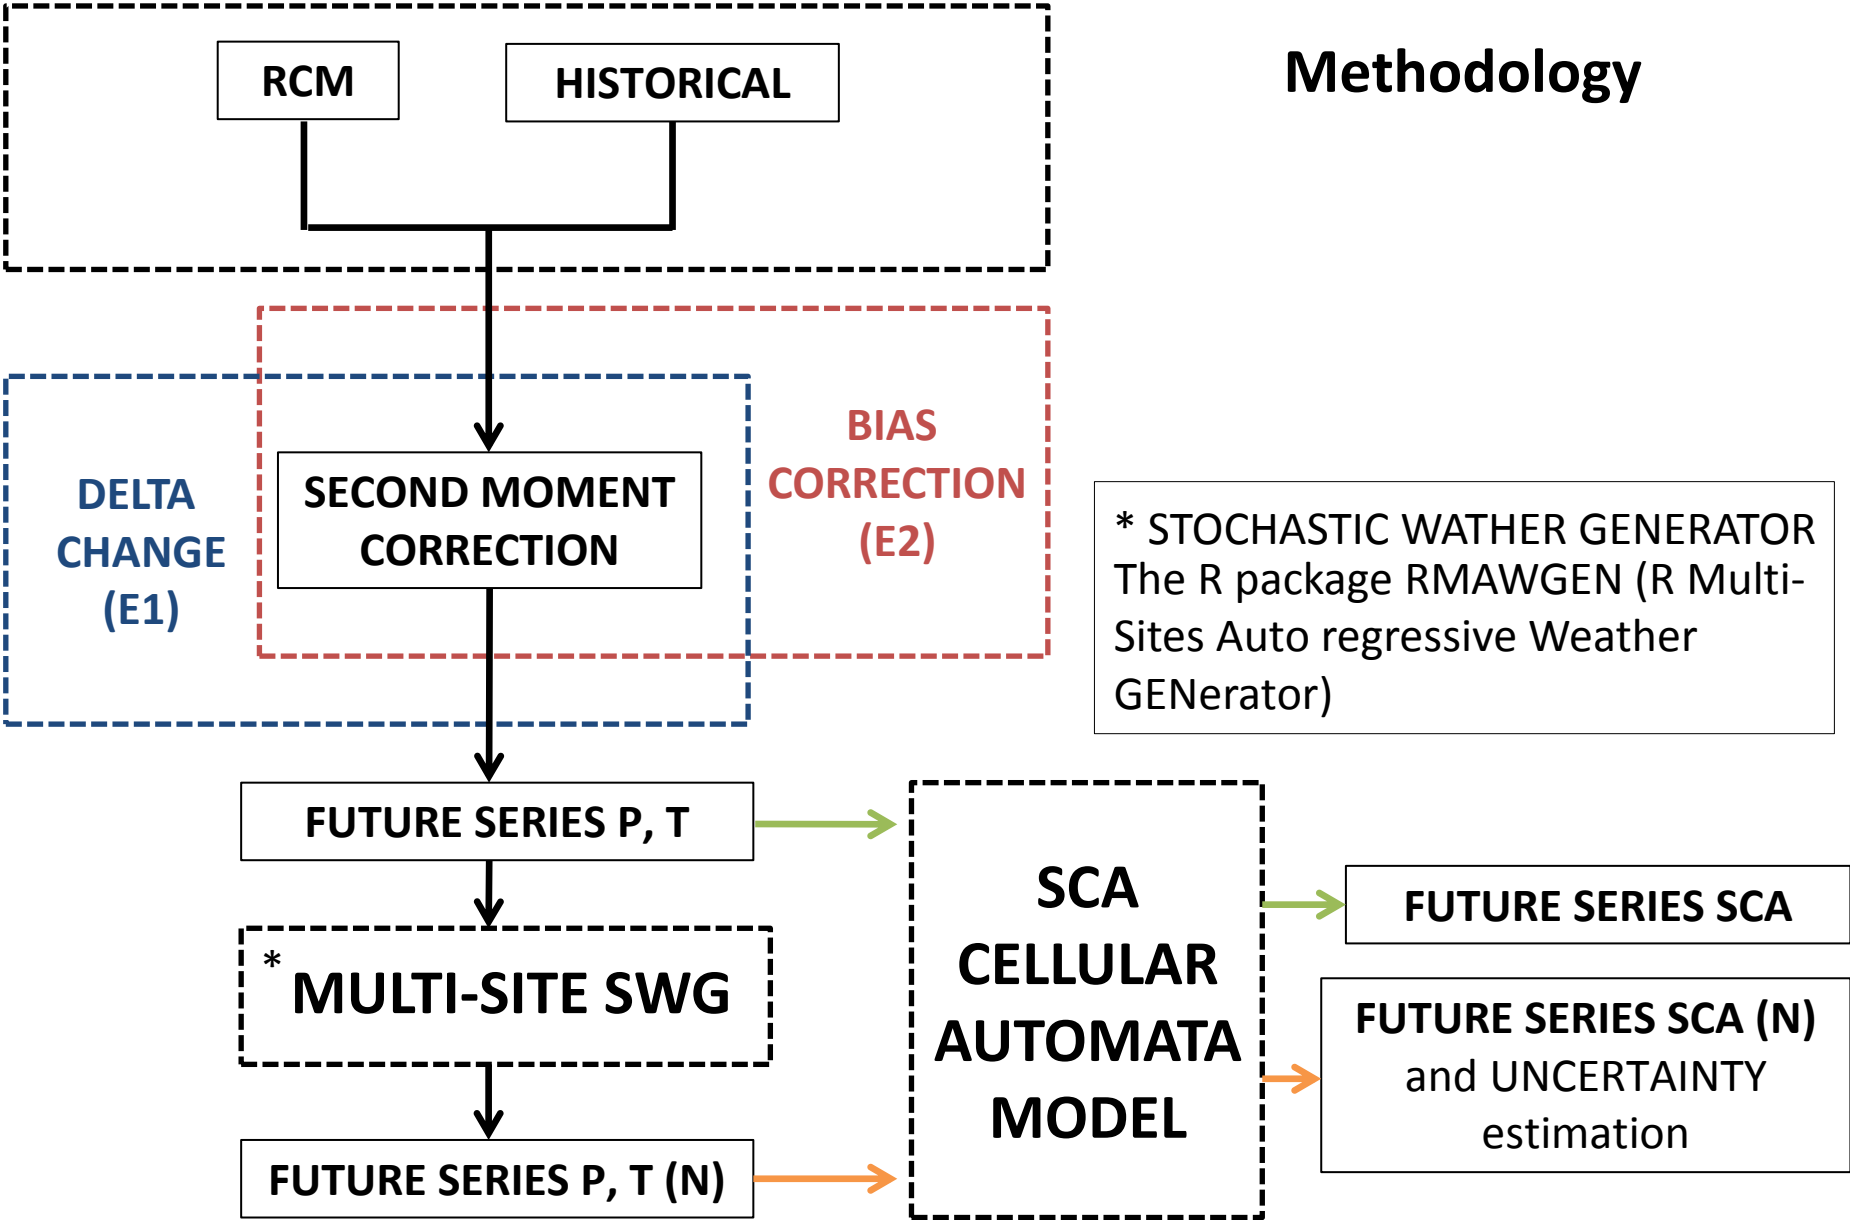 Methodology
RCM
HISTORICAL
BIAS
CORRECTION
(E2)
DELTA
CHANGE
(E1)
SECOND MOMENT
CORRECTION
* STOCHASTIC WATHER GENERATOR
The R package RMAWGEN (R Multi-
Sites Auto regressive Weather
GENerator)
FUTURE SERIES P, T
* MULTI-SITE SWG
FUTURE SERIES P, T (N)
SCA
CELLULAR
AUTOMATA
MODEL
FUTURE SERIES SCA
FUTURE SERIES SCA (N)
and UNCERTAINTY
estimation